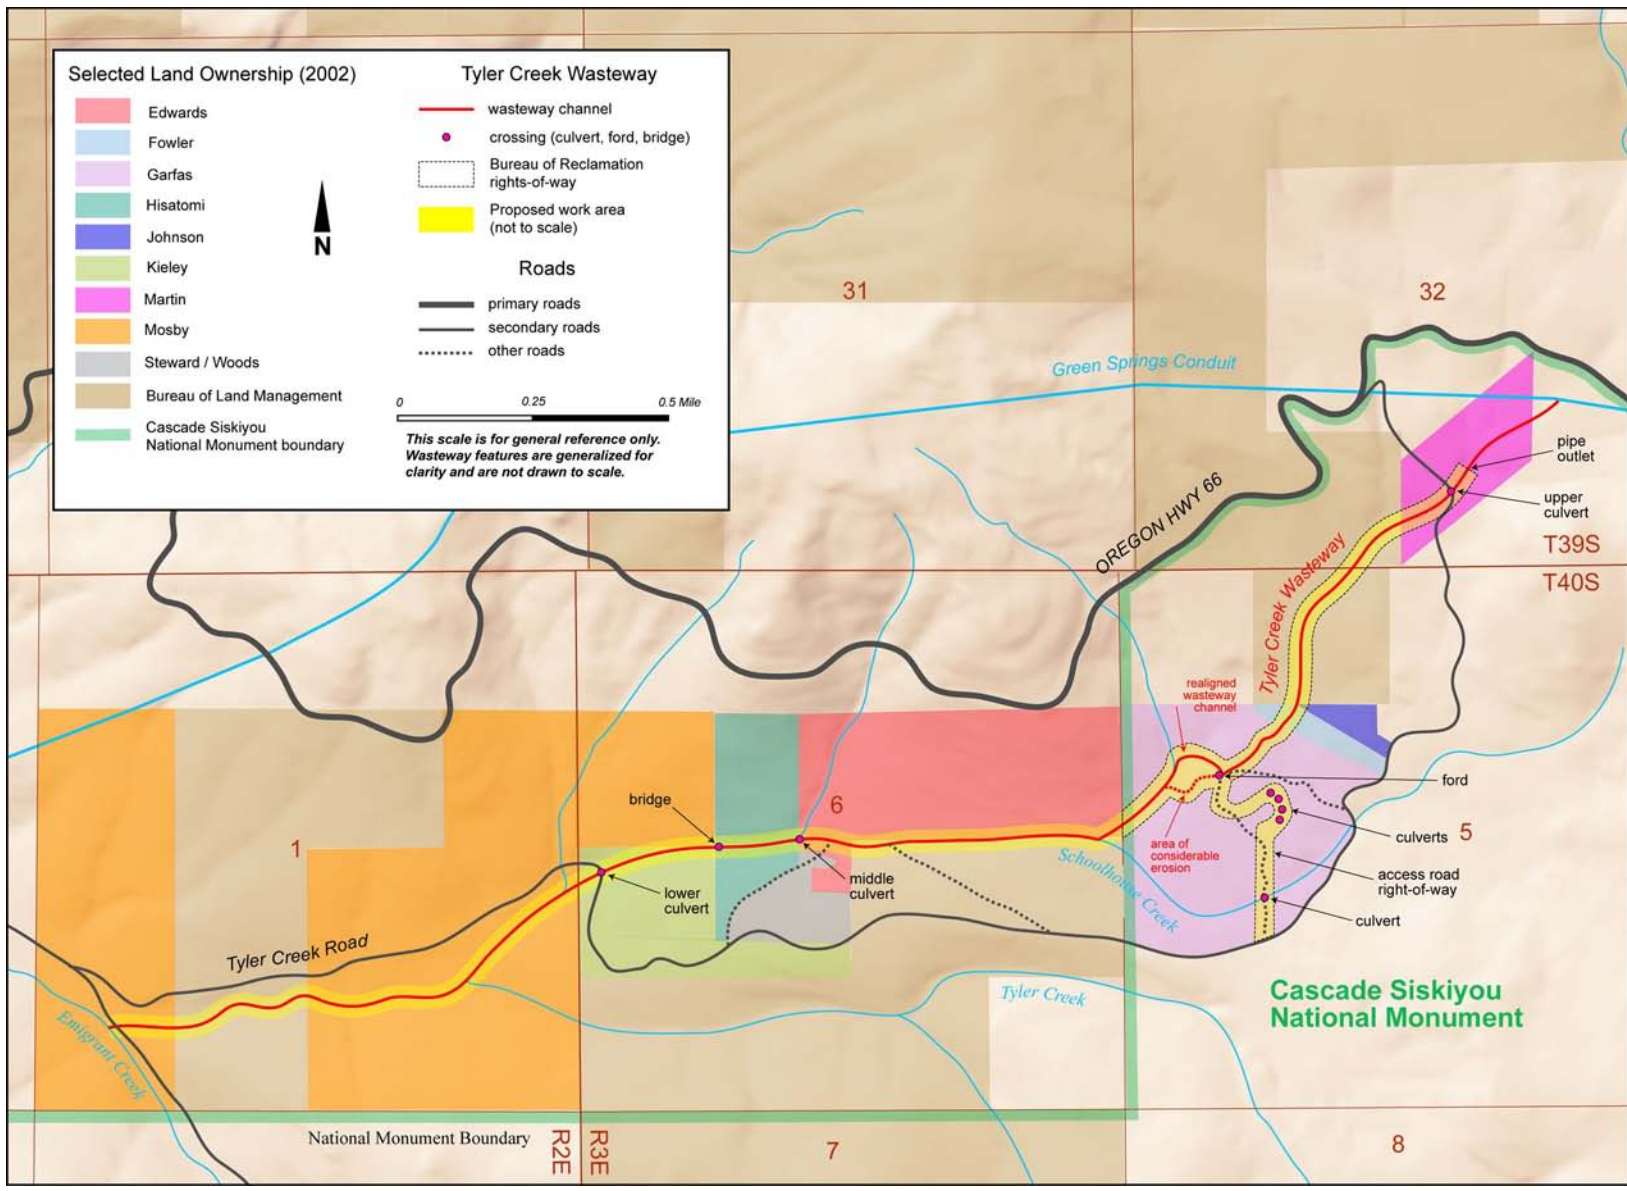 Selected Land Ownership (2002)
Edwards
Fowler
Garfas
Hisatomi
Johnson
Kieley
Martin
Mosby
Steward / Woods
Bureau of Land Management
Cascade Siskiyou
National Monument boundary
N
Tyler Creek Wasteway
wasteway channel
crossing (culvert, ford, bridge)
Bureau of Reclamation
rights-of-way
Proposed work area
(not to scale)
Roads
primary roads
secondary roads
other roads
0 0.25 0.5 Mile
This scale is for general reference only.
Wasteway features are generalized for
clarity and are not drawn to scale.
31
32
Green Springs Conduit
pipe
outlet
upper
culvert
OREGON HWY 66
T39S
T40S
Tyler Creek Wasteway
realigned
wasteway
channel
ford
bridge
6
culverts
5
1
area of
considerable
erosion
Schoolhouse Creek
middle
culvert
lower
culvert
access road
right-of-way
culvert
Tyler Creek Road
Tyler Creek
Emigrant Creek
Cascade Siskiyou
National Monument
National Monument Boundary
R2E
R3E
7
8